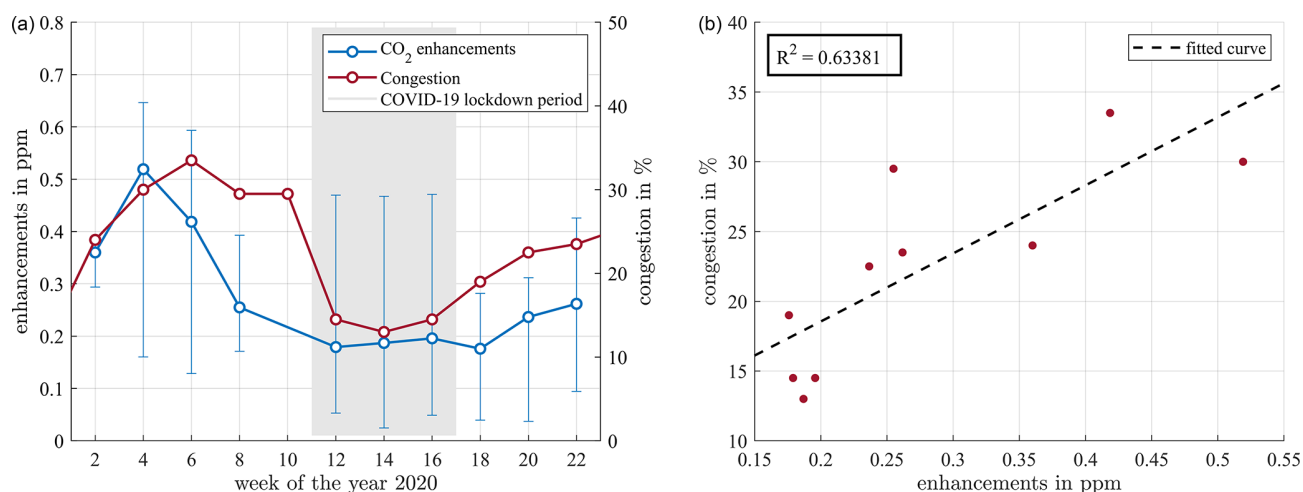 (a)
0.8
0.7
0.6
0.5
0.4
0.3
0.2
0.1
0
enhancements in ppm
50
40
30
20
10
0
congestion in %
CO2 enhancements
Congestion
COVID-19 lockdown period
2 4 6 8 10 12 14 16 18 20 22
week of the year 2020
(b)
40
35
30
25
20
15
10
congestion in %
R2 = 0.63381
fitted curve
0.15 0.2 0.25 0.3 0.35 0.4 0.45 0.5 0.55
enhancements in ppm